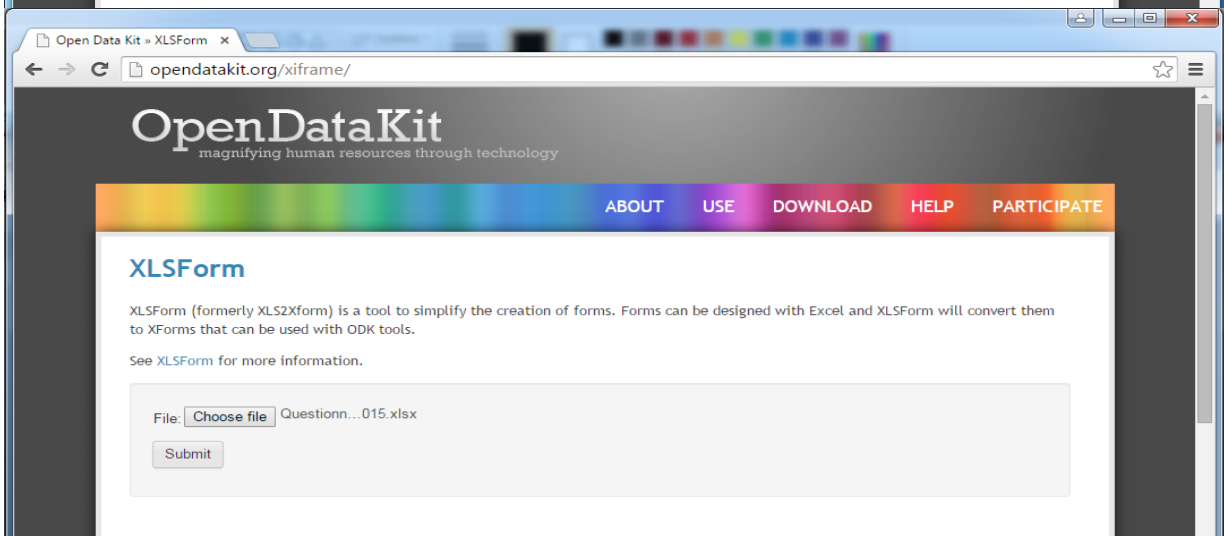 Open Data Kit » XLSForm
opendatakit.org/xiframe/
OpenDataKit
magnifying human resources through technology
ABOUT USE DOWNLOAD HELP PARTICIPATE
XLSForm
XLSForm (formerly XLS2Xform) is a tool to simplify the creation of forms. Forms can be designed with Excel and XLSForm will convert them
to XForms that can be used with ODK tools.
See XLSForm for more information.
File: Choose file Questionn...015.xlsx
Submit